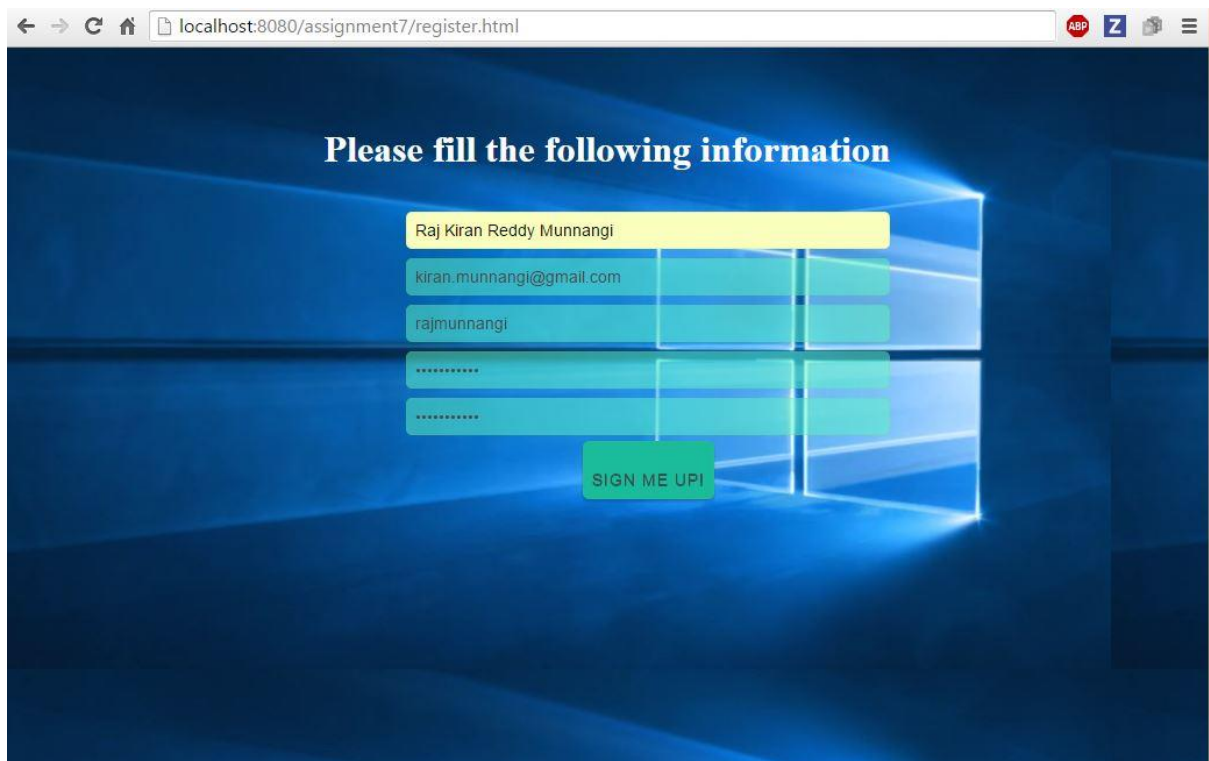 localhost:8080/assignment7/register.html
ABP
Z
Please fill the following information
Raj Kiran Reddy Munnangi
kiran.munnangi@gmail.com
rajmunnangi
•••••••••••
•••••••••••
SIGN ME UP!